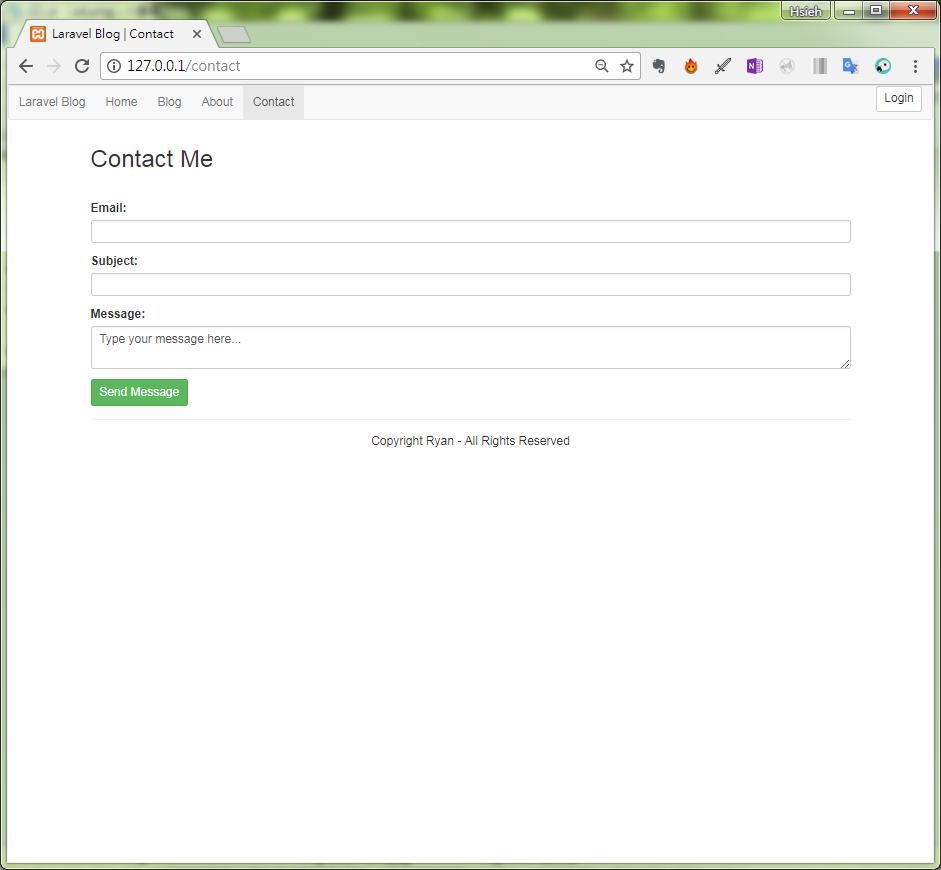 Hsieh
Laravel Blog | Contact
127.0.0.1/contact
Laravel Blog Home Blog About Contact Login
Contact Me
Email:
Subject:
Message:
Type your message here...
Send Message
Copyright Ryan - All Rights Reserved